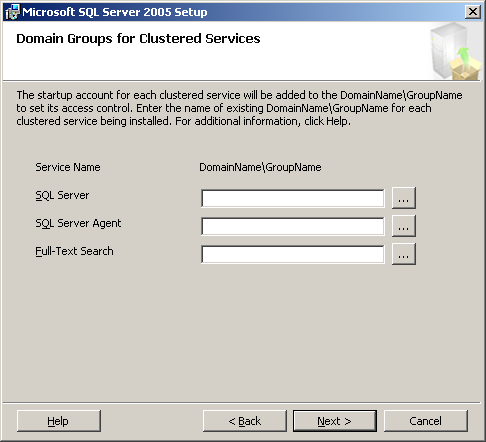 Microsoft SQL Server 2005 Setup
Domain Groups for Clustered Services
The startup account for each clustered service will be added to the DomainName\GroupName
to set its access control. Enter the name of existing DomainName\GroupName for each
clustered service being installed. For additional information, click Help.
Service Name DomainName\GroupName
SQL Server ...
SQL Server Agent ...
Full-Text Search ...
Help < Back Next > Cancel